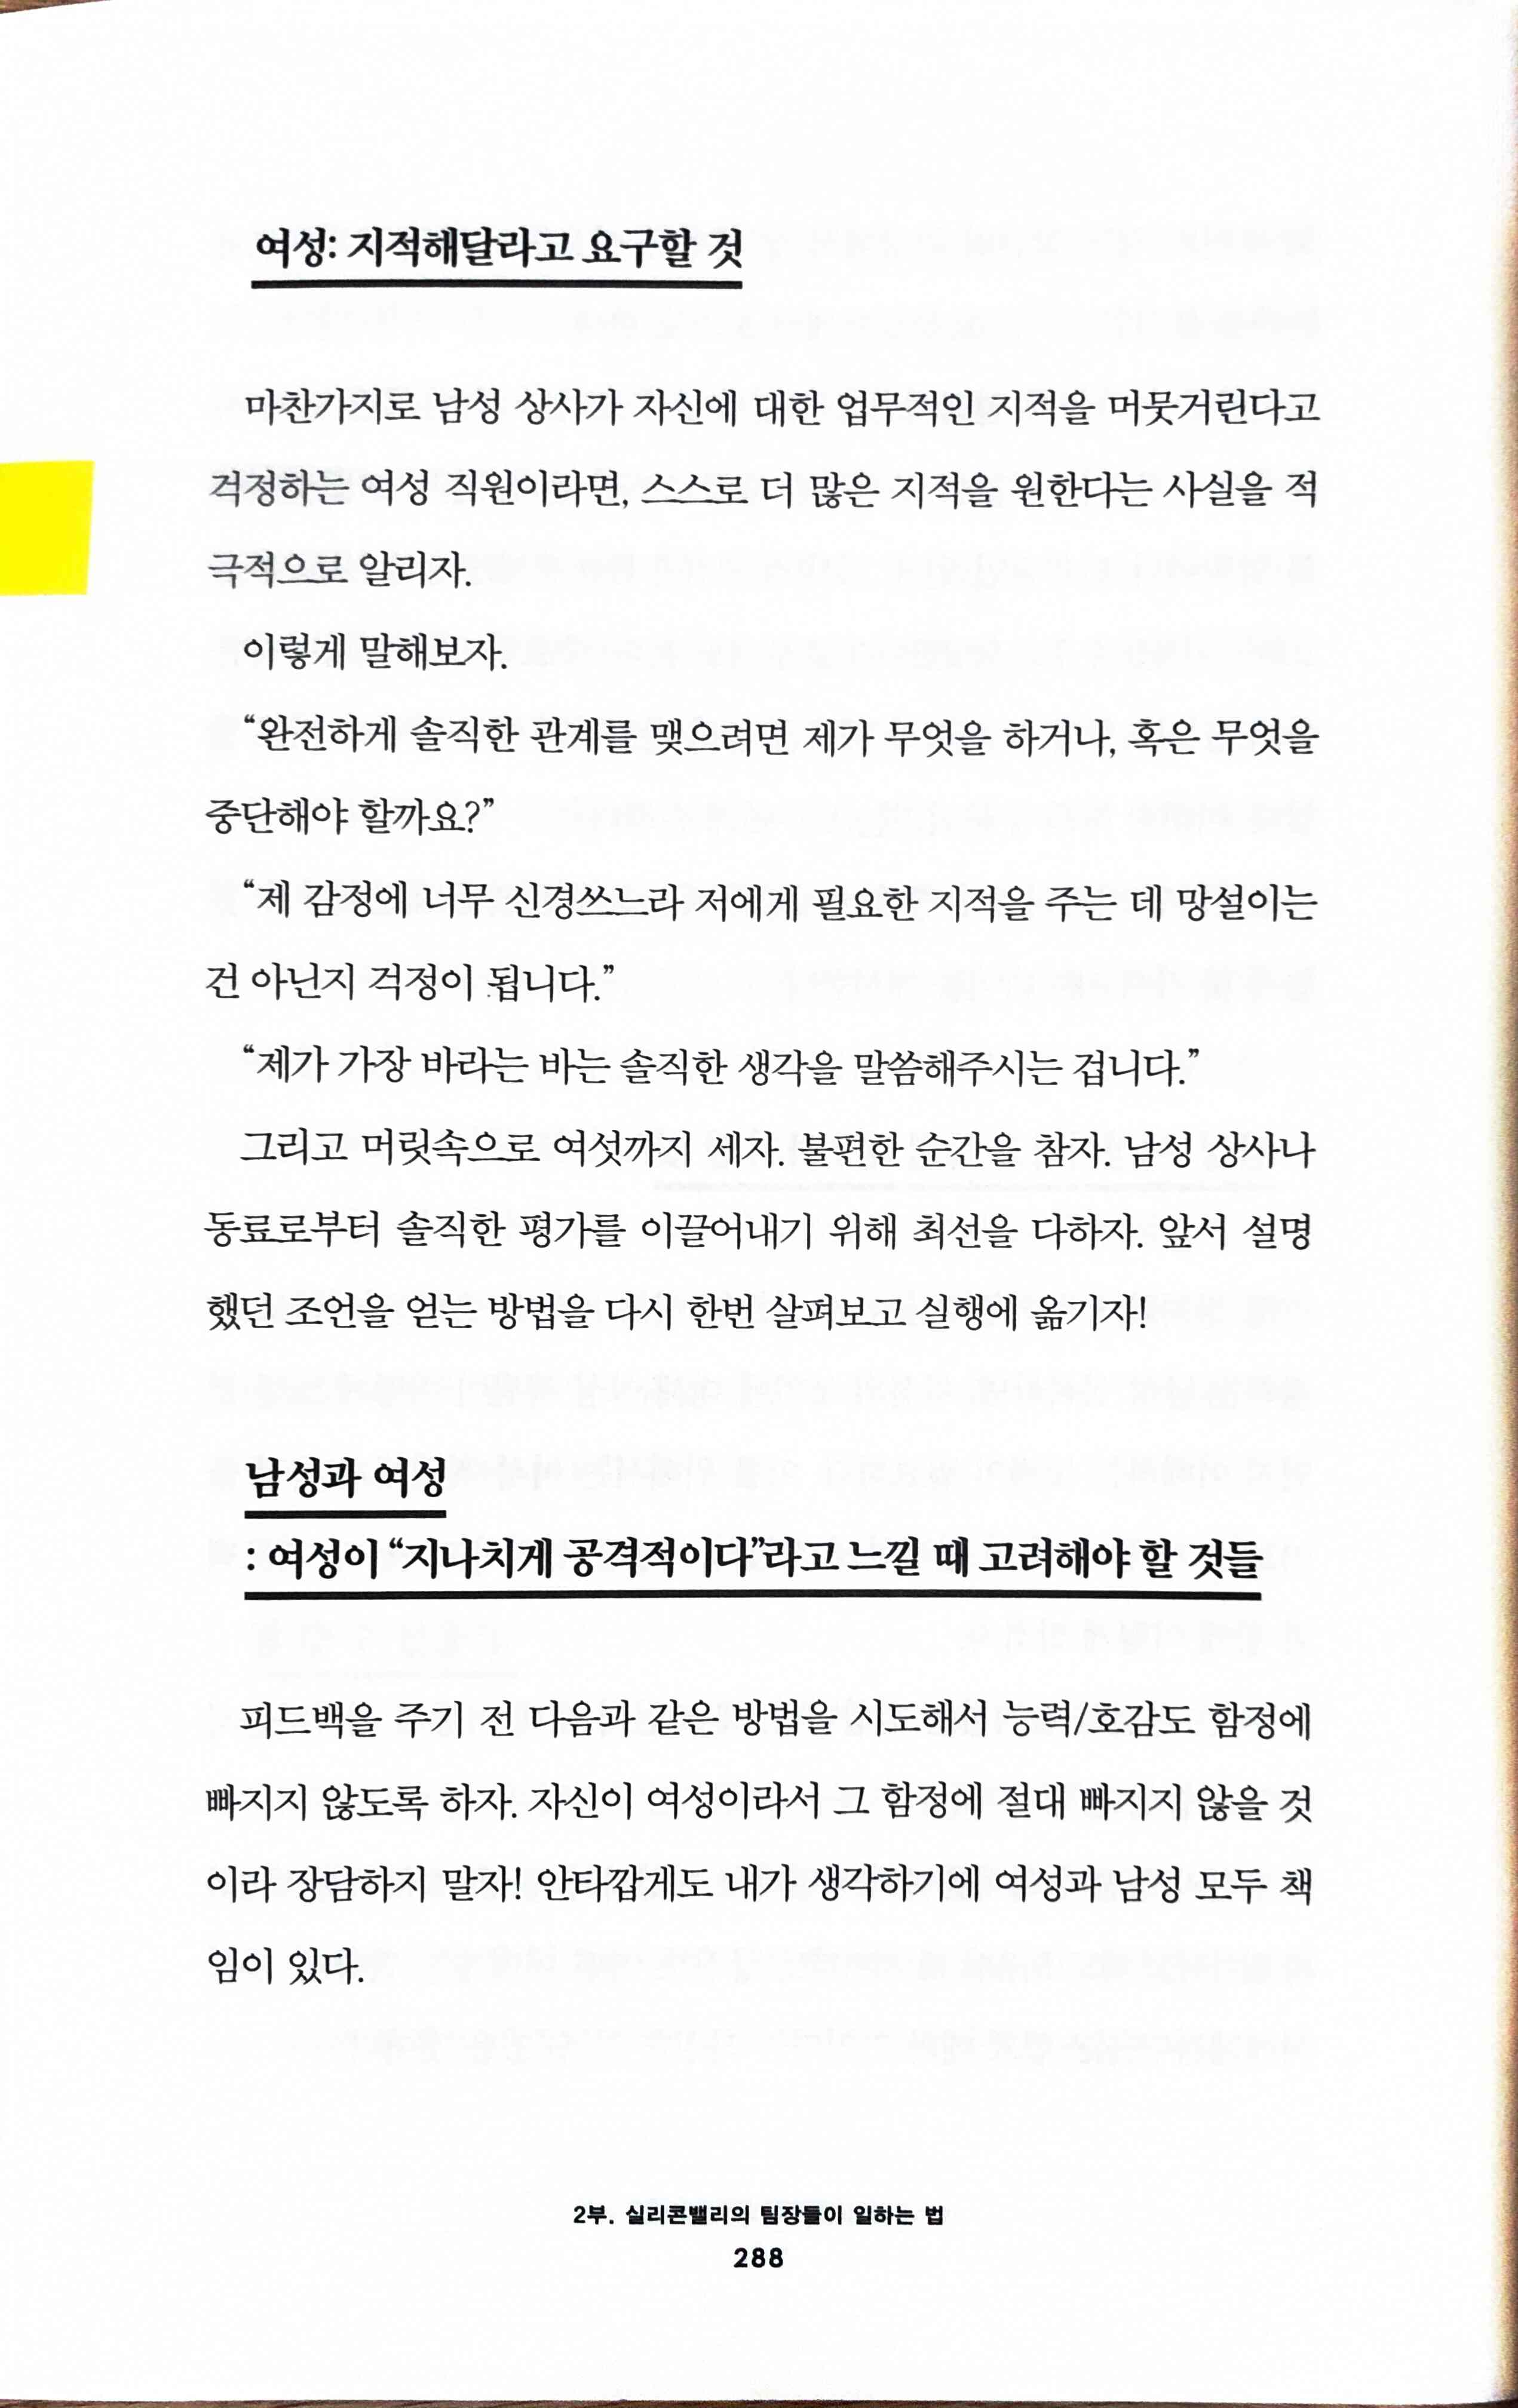 여성: 지적해달라고 요구할 것
마찬가지로 남성 상사가 자신에 대한 업무적인 지적을 머뭇거린다고
걱정하는 여성 직원이라면, 스스로 더 많은 지적을 원한다는 사실을 적
극적으로 알리자.
이렇게 말해보자.
“완전하게 솔직한 관계를 맺으려면 제가 무엇을 하거나, 혹은 무엇을
중단해야 할까요?”
“제 감정에 너무 신경쓰느라 저에게 필요한 지적을 주는 데 망설이는
건 아닌지 걱정이 됩니다.”
“제가 가장 바라는 바는 솔직한 생각을 말씀해주시는 겁니다.”
그리고 머릿속으로 여섯까지 세자. 불편한 순간을 참자. 남성 상사나
동료로부터 솔직한 평가를 이끌어내기 위해 최선을 다하자. 앞서 설명
했던 조언을 얻는 방법을 다시 한번 살펴보고 실행에 옮기자!
남성과 여성
: 여성이 “지나치게 공격적이다”라고 느낄 때 고려해야 할 것들
피드백을 주기 전 다음과 같은 방법을 시도해서 능력/호감도 함정에
빠지지 않도록 하자. 자신이 여성이라서 그 함정에 절대 빠지지 않을 것
이라 장담하지 말자! 안타깝게도 내가 생각하기에 여성과 남성 모두 책
임이 있다.
2부. 실리콘밸리의 팀장들이 일하는 법
288